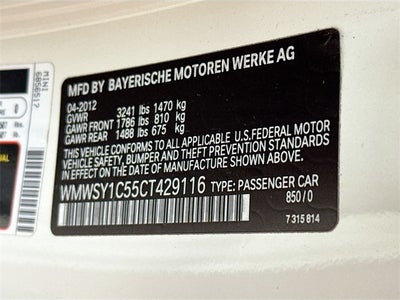 MFD BY BAYERISCHE MOTOREN WERKE AG
04-2012
GVWR 3241 lbs 1470 kg
GAWR FRONT 1786 lbs 810 kg
GAWR REAR 1488 lbs 675 kg
THIS VEHICLE CONFORMS TO ALL APPLICABLE U.S.FEDERAL MOTOR
VEHICLE SAFETY, BUMPER AND THEFT PREVENTION STANDARDS
IN EFFECT ON THE DATE OF MANUFACTURE SHOWN ABOVE.
WMWSY1C55CT429116 TYPE: PASSENGER CAR
850/0
7 315 814
MINI
6856517